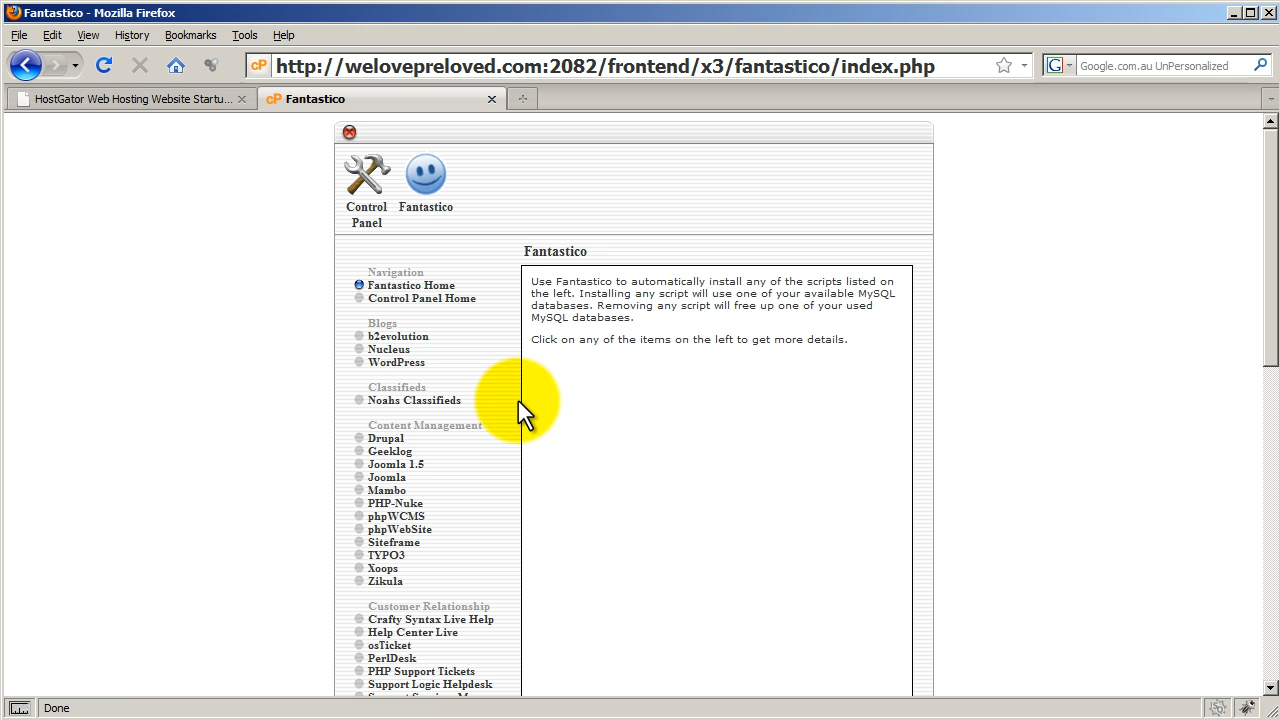 Fantastico - Mozilla Firefox
File Edit View History Bookmarks Tools Help
cP http://welovepreloved.com:2082/frontend/x3/fantastico/index.php
G Google.com.au UnPersonalized
HostGator Web Hosting Website Startu...
cP Fantastico
Control
Panel
Fantastico
Fantastico
Navigation
Fantastico Home
Control Panel Home
Blogs
b2evolution
Nucleus
WordPress
Classifieds
Noahs Classifieds
Content Management
Drupal
Geeklog
Joomla 1.5
Joomla
Mambo
PHP-Nuke
phpWCMS
phpWebSite
Siteframe
TYPO3
Xoops
Zikula
Customer Relationship
Crafty Syntax Live Help
Help Center Live
osTicket
PerlDesk
PHP Support Tickets
Support Logic Helpdesk
Use Fantastico to automatically install any of the scripts listed on
the left. Installing any script will use one of your available MySQL
databases. Removing any script will free up one of your used
MySQL databases.
Click on any of the items on the left to get more details.
Done